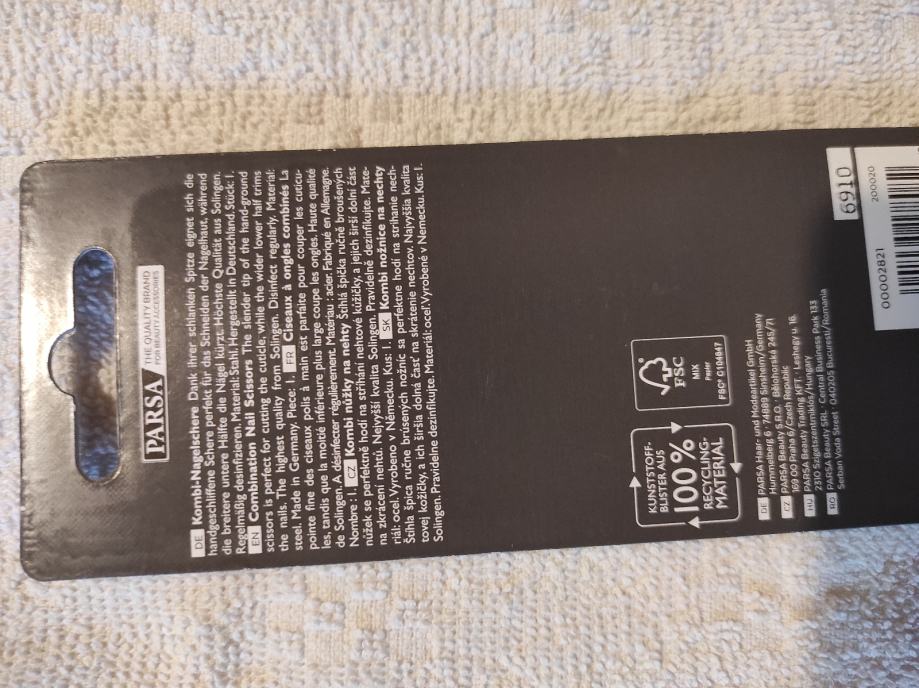 PARSA THE QUALITY BRAND
FOR BEAUTY ACCESSORIES
DE Kombi-Nagelschere Dank ihrer schlanken Spitze eignet sich die
handgeschliffene Schere perfekt für das Schneiden der Nagelhaut, während
die breitere untere Hälfte die Nägel kürzt. Höchste Qualität aus Solingen.
Regelmäßig desinfizieren. Material: Stahl. Hergestellt in Deutschland. Stück: 1.
EN Combination Nail Scissors The slender tip of the hand-ground
scissors is perfect for cutting the cuticle, while the wider lower half trims
the nails. The highest quality from Solingen. Disinfect regularly. Material:
steel. Made in Germany. Piece: 1. FR Ciseaux à ongles combinés La
pointe fine des ciseaux polis à main est parfaite pour couper les cuticu-
les, tandis que la moitié inférieure plus large coupe les ongles. Haute qualité
de Solingen. A désinfecter régulièrement. Matériau : acier. Fabriqué en Allemagne.
Nombre : 1. CZ Kombi nůžky na nehty Štíhlá špička ručně broušených
nůžek se perfektně hodí na stříhání nehtové kůžičky, a jejich širší dolní část
na zkrácení nehtů. Nejvyšší kvalita Solingen. Pravidelně dezinfikujte. Mate-
riál: ocel. Vyrobeno v Německu. Kus: 1. SK Kombi nožnice na nechty
Štíhla špica ručne brúsených nožníc sa perfektne hodí na strihanie nech-
tovej kožičky, a ich širšia dolná časť na skrátenie nechtov. Najvyššia kvalita
Solingen. Pravidelne dezinfikujte. Materiál: oceľ. Vyrobené v Nemecku. Kus: 1.
KUNSTSTOFF-
BLISTER AUS
100%
RECYCLING-
MATERIAL
FSC
MIX
Papier
FSC® C104847
DE PARSA Haar- und Modeartikel GmbH
Hummelberg 6 · 74889 Sinsheim/Germany
CZ PARSA Beauty S.R.O. · Bělohorská 245/71
169 00 Praha 6/Czech Republic
HU PARSA Beauty Trading KFT · Leshegy u. 16.
2310 Szigetszentmiklós/Hungary
RO PARSA Beauty SRL · Central Business Park 133
Serban Voda Street · 040205 Bucuresti/Romania
6910
200020
00002821